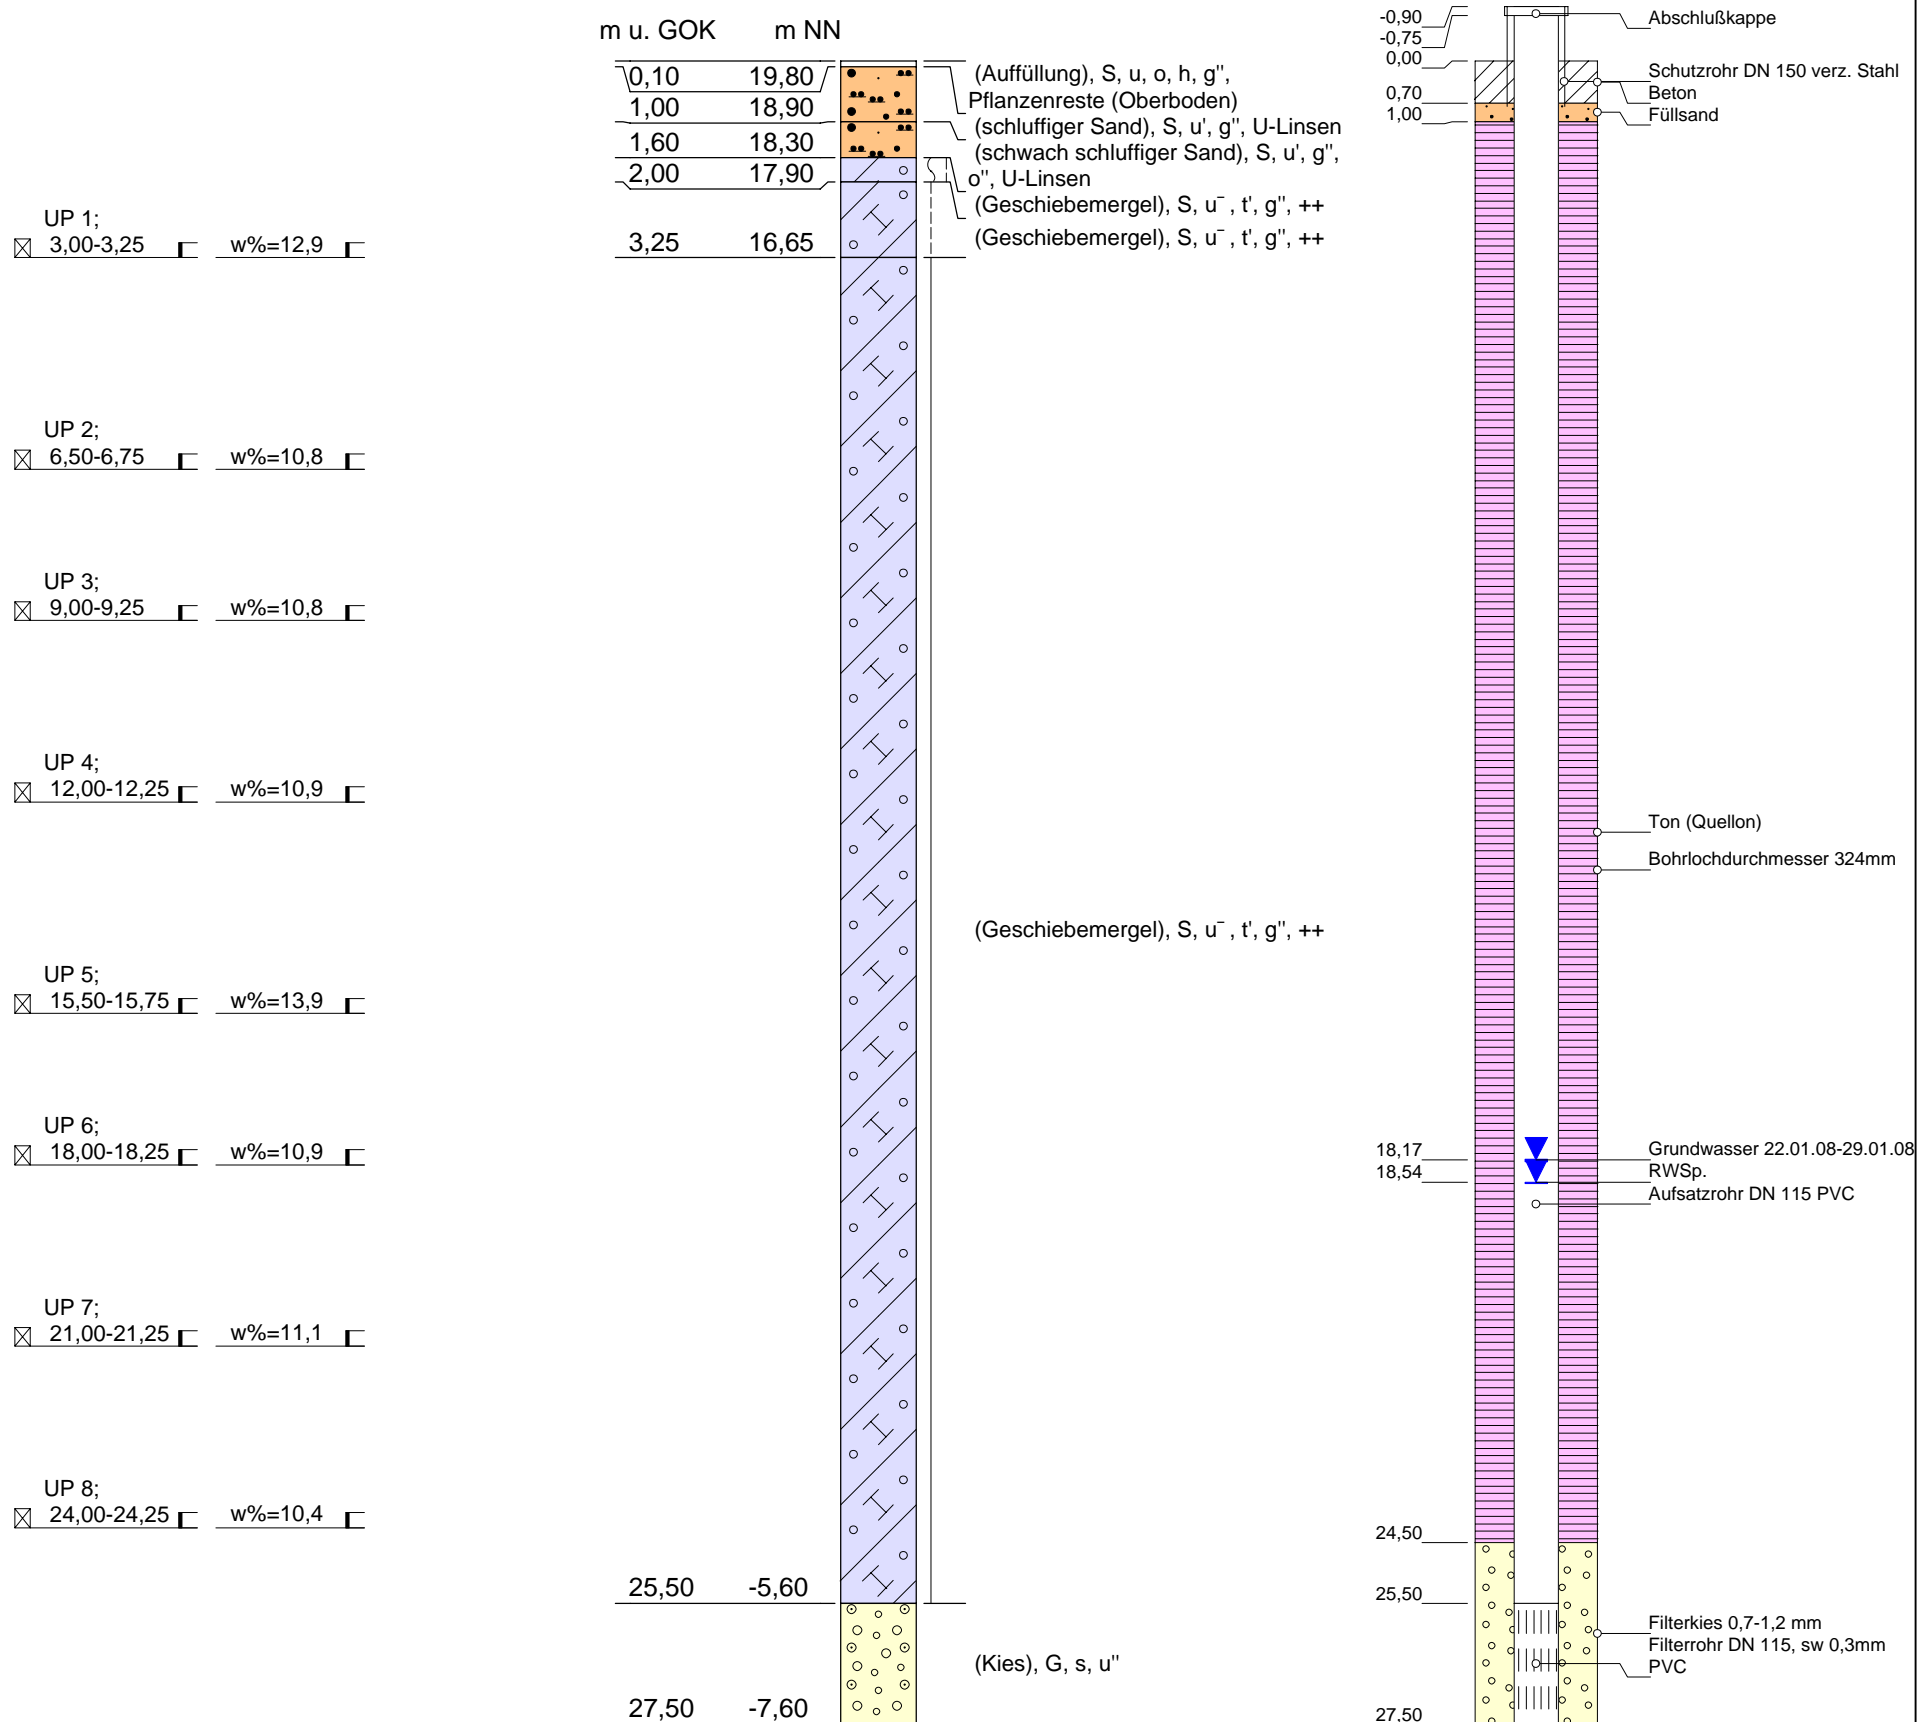 m u. GOK m NN
0,10 19,80
1,00 18,90
1,60 18,30
2,00 17,90
3,25 16,65
25,50 -5,60
27,50 -7,60
UP 1;
3,00-3,25 w%=12,9
UP 2;
6,50-6,75 w%=10,8
UP 3;
9,00-9,25 w%=10,8
UP 4;
12,00-12,25 w%=10,9
UP 5;
15,50-15,75 w%=13,9
UP 6;
18,00-18,25 w%=10,9
UP 7;
21,00-21,25 w%=11,1
UP 8;
24,00-24,25 w%=10,4
(Auffüllung), S, u, o, h, g'',
Pflanzenreste (Oberboden)
(schluffiger Sand), S, u', g'', U-Linsen
(schwach schluffiger Sand), S, u', g'',
o'', U-Linsen
(Geschiebemergel), S, u¯, t', g'', ++
(Geschiebemergel), S, u¯, t', g'', ++
(Geschiebemergel), S, u¯, t', g'', ++
(Kies), G, s, u''
-0,90
-0,75
0,00
0,70
1,00
18,17
18,54
24,50
25,50
27,50
Abschlußkappe
Schutzrohr DN 150 verz. Stahl
Beton
Füllsand
Ton (Quellon)
Bohrlochdurchmesser 324mm
Grundwasser 22.01.08-29.01.08
RWSp.
Aufsatzrohr DN 115 PVC
Filterkies 0,7-1,2 mm
Filterrohr DN 115, sw 0,3mm
PVC